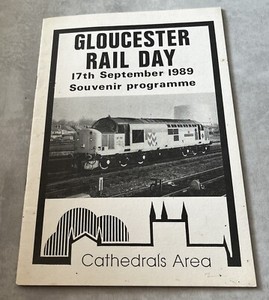 GLOUCESTER
RAIL DAY
17th September 1989
Souvenir programme
Cathedrals Area